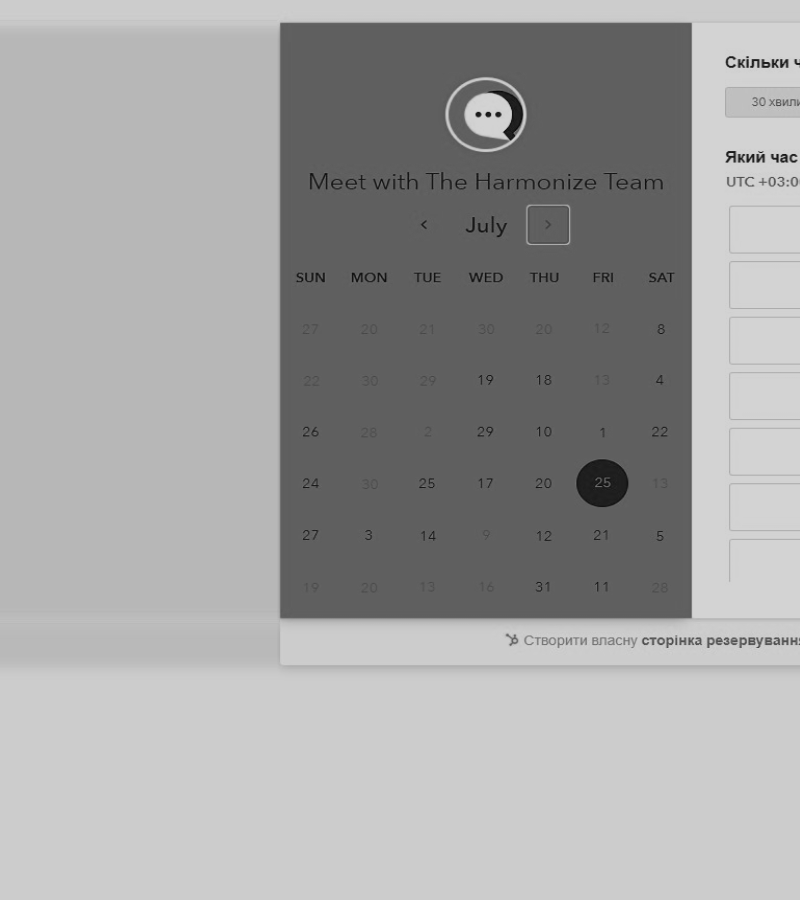 Meet with The Harmonize Team
July
SUN MON TUE WED THU FRI SAT
27 20 21 30 20 12 8
22 30 29 19 18 13 4
26 28 2 29 10 1 22
24 30 25 17 20 25 13
27 3 14 9 12 21 5
19 20 13 16 31 11 28
Скільки
30
Який час
UTC +03:0
Створити власну сторінка резервування